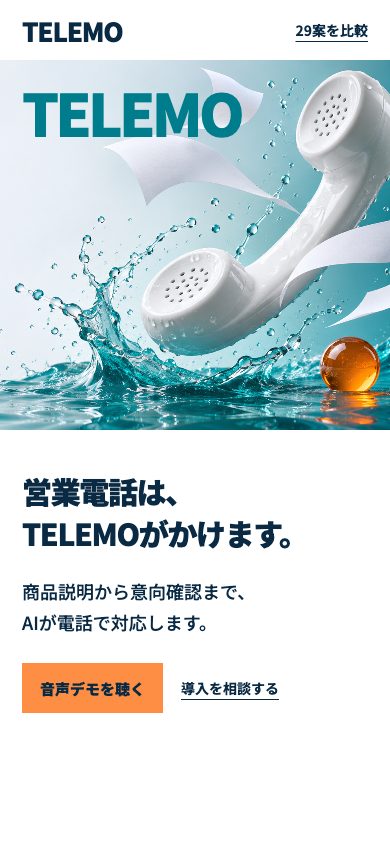 TELEMO
29案を比較
TELEMO
営業電話は、
TELEMOがかけます。
商品説明から意向確認まで、
AIが電話で対応します。
音声デモを聴く
導入を相談する